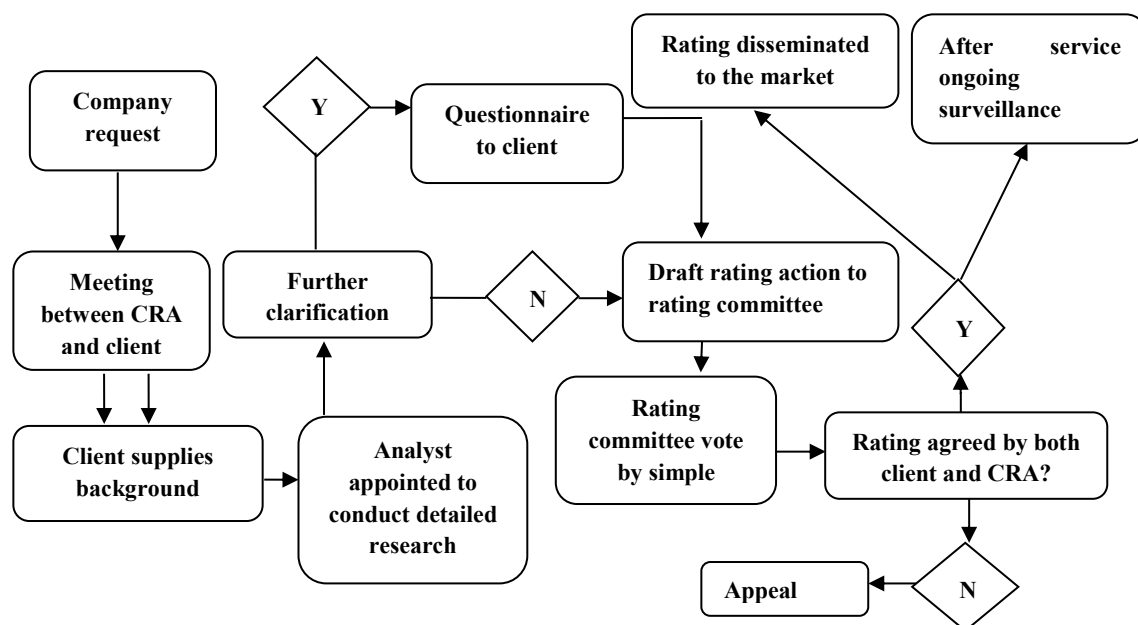 Company
request
Meeting
between CRA
and client
Client supplies
background
Analyst
appointed to
conduct detailed
research
Further
clarification
Y
Questionnaire
to client
N
Draft rating action to
rating committee
Rating
committee vote
by simple
Rating agreed by both
client and CRA?
Y
Rating disseminated
to the market
After service
ongoing
surveillance
N
Appeal